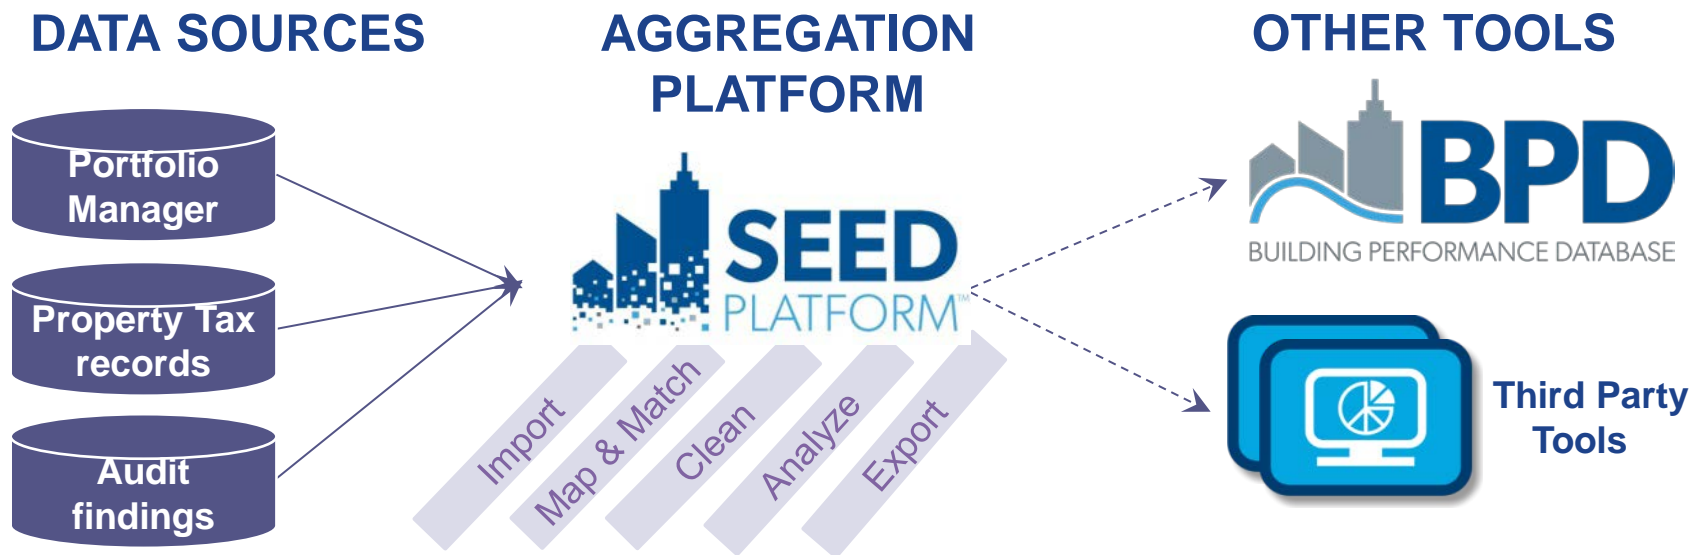 DATA SOURCES
Portfolio
Manager
Property Tax
records
Audit
findings
AGGREGATION
PLATFORM
SEED
PLATFORM™
Import
Map & Match
Clean
Analyze
Export
OTHER TOOLS
BPD
BUILDING PERFORMANCE DATABASE
Third Party
Tools